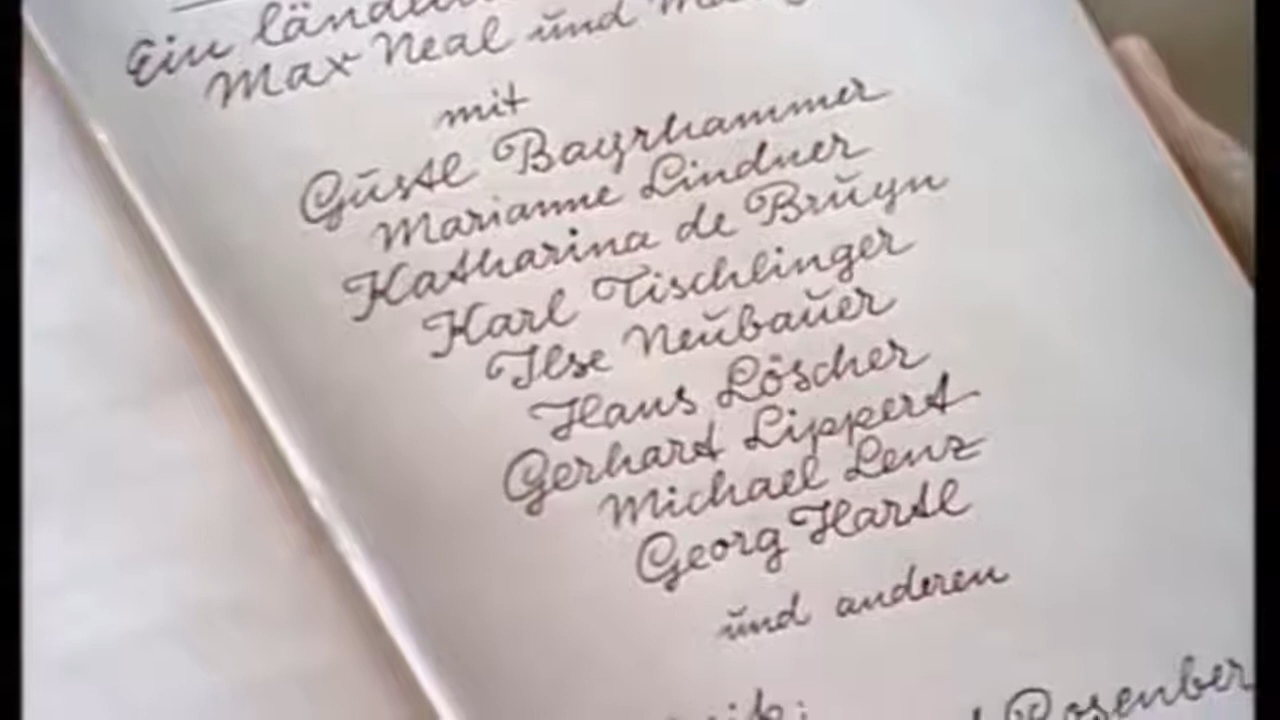 Ein
Max Neal und
mit
Gustl Bayrhammer
Marianne Lindner
Katharina de Bruyn
Karl Tischlinger
Ilse Neubauer
Hans Löscher
Gerhart Lippert
Michael Lenz
Georg Hartl
und anderen